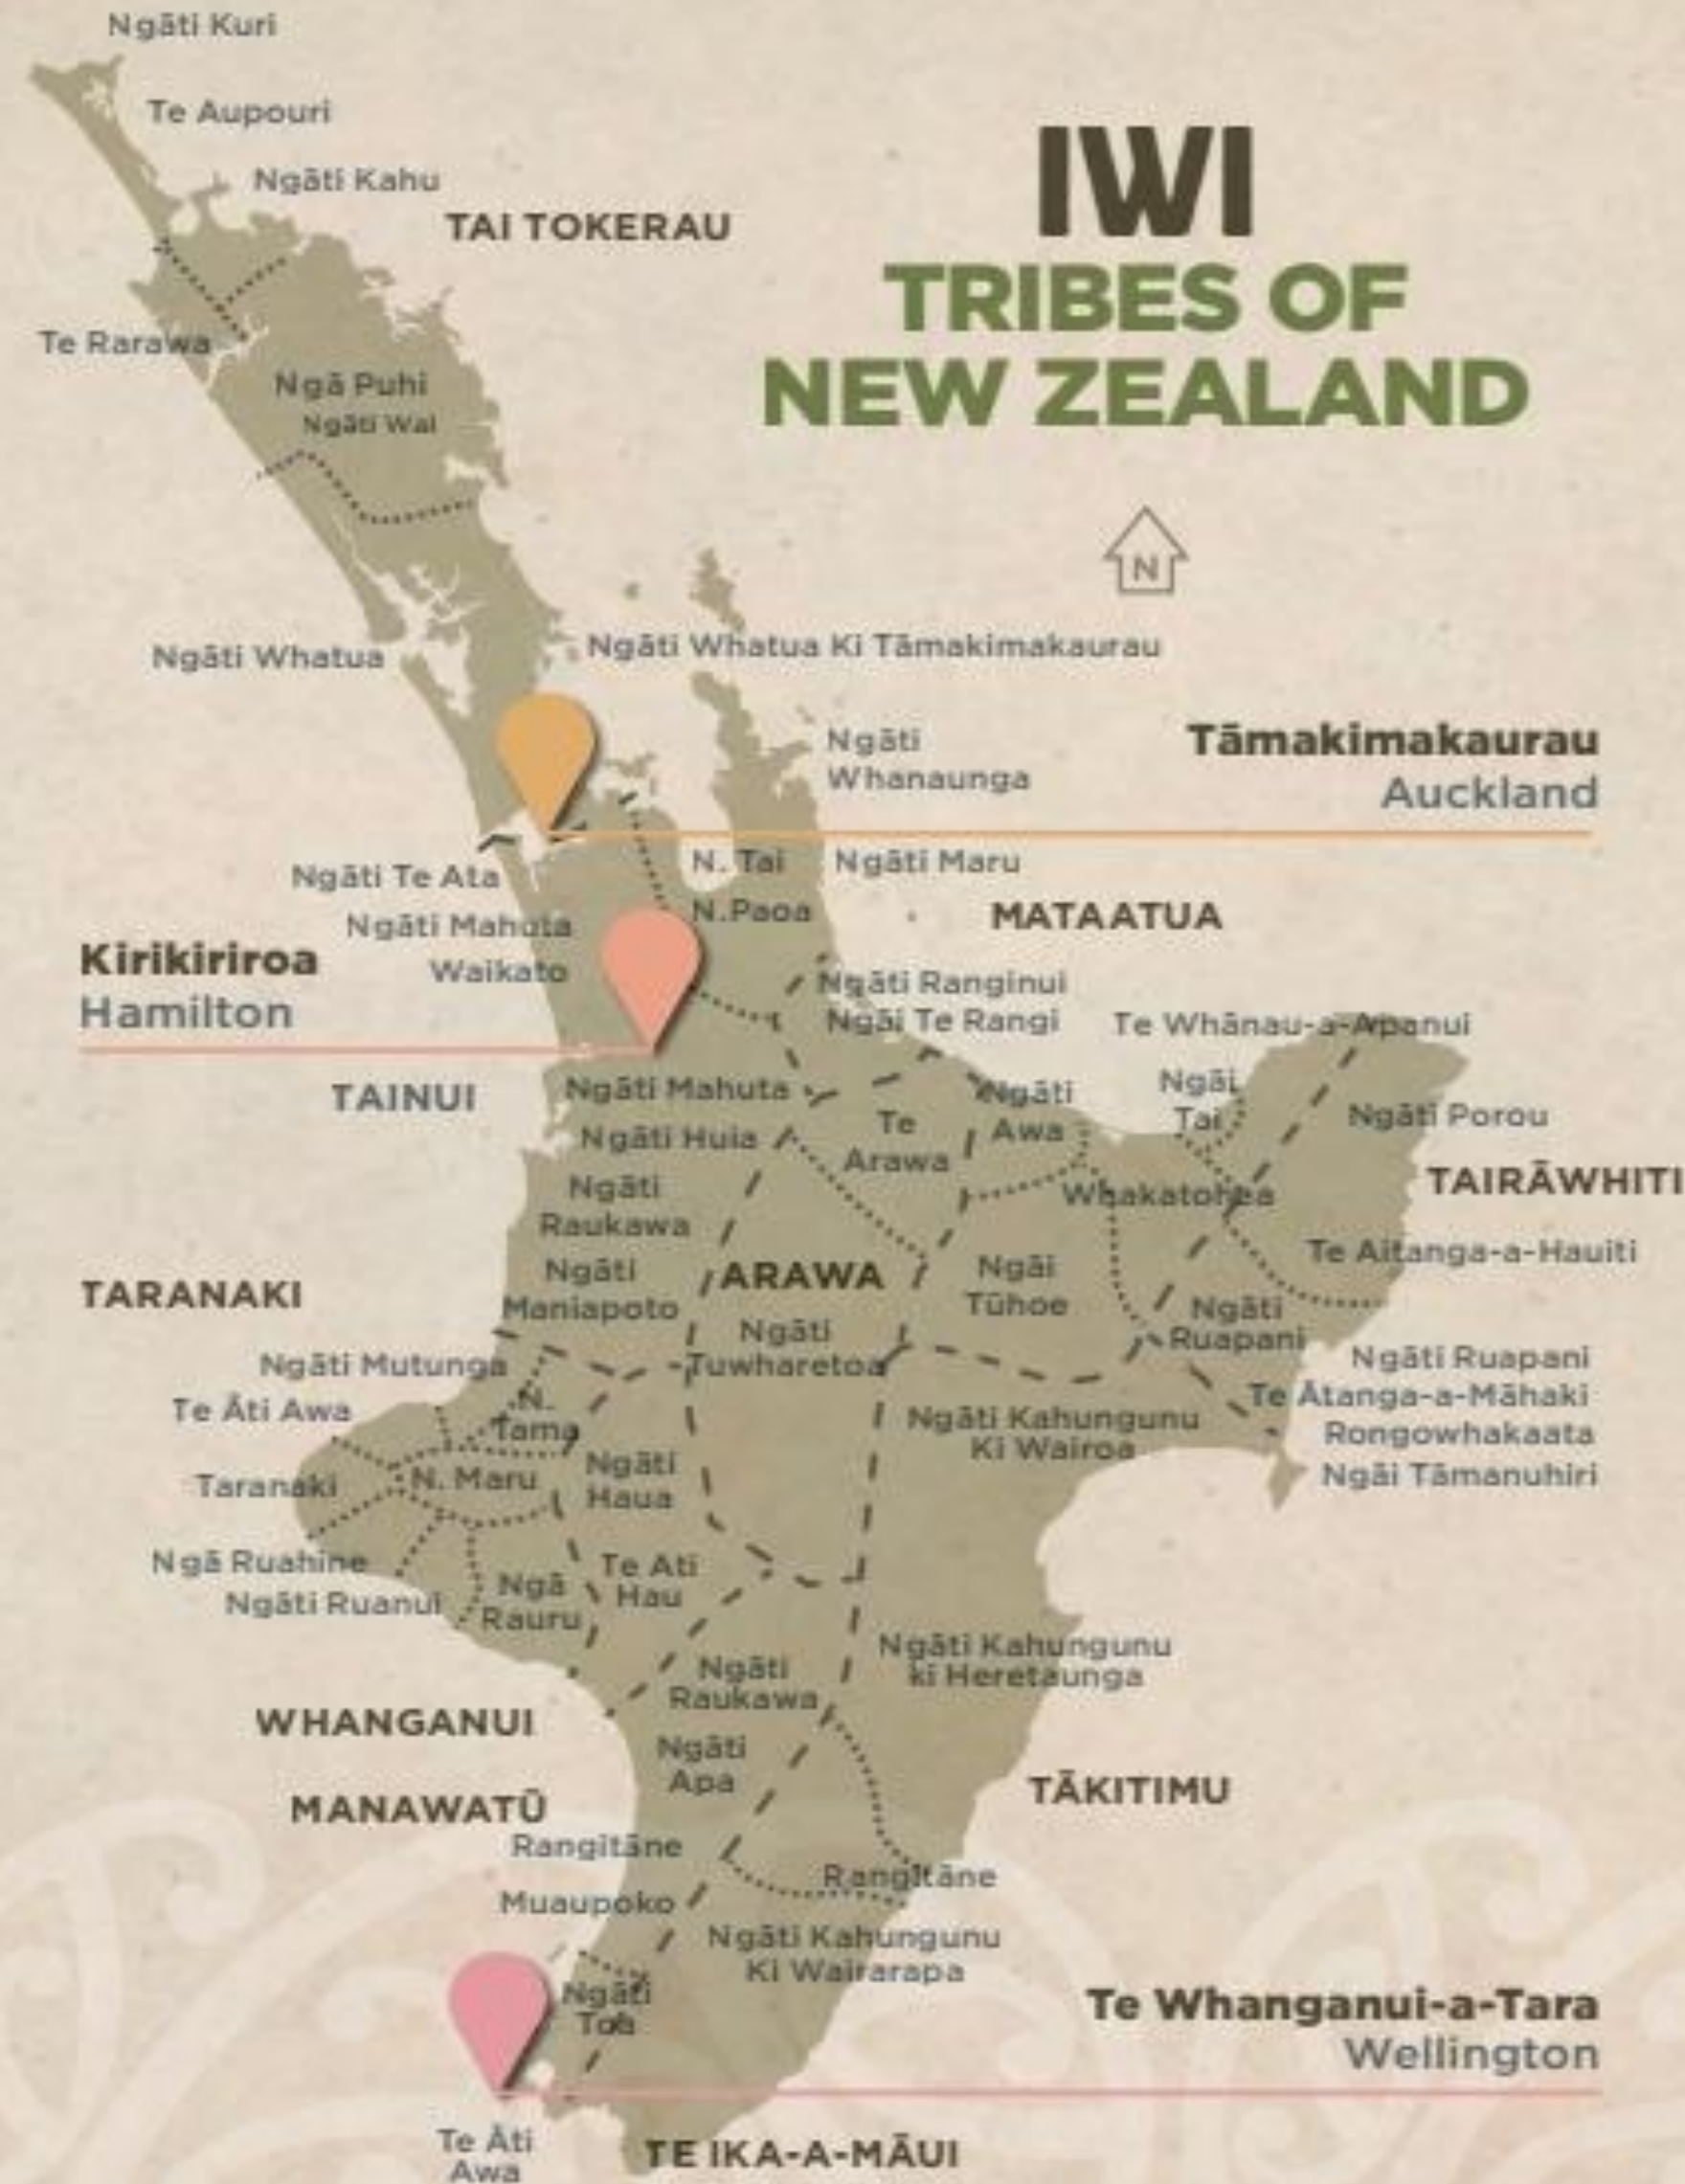 Ngāti Kuri
Te Aupouri
Ngāti Kahu
TAI TOKERAU
IWI
TRIBES OF
NEW ZEALAND
Te Rarawa
Ngā Puhi
Ngāti Wai
N
Ngāti Whatua
Ngāti Whatua Ki Tāmakimakaurau
Ngāti
Whanaunga
Tāmakimakaurau
Auckland
Ngāti Te Ata
N. Tai
Ngāti Maru
Ngāti Mahuta
N.Paoa
MATAATUA
Kirikiriroa
Hamilton
Waikato
Ngāti Ranginui
Ngāi Te Rangi
Te Whānau-a-Apanui
TAINUI
Ngāti Mahuta
Ngāti Huia
Te
Arawa
Ngāti
Awa
Ngāi
Tai
Ngāti Porou
TAIRĀWHITI
Ngāti
Raukawa
Whakatohea
Te Aitanga-a-Hauiti
TARANAKI
Ngāti
Maniapoto
ARAWA
Ngāi
Tūhoe
Ngāti
Ruapani
Ngāti
Tuwharetoa
Ngāti Mutunga
Ngāti Ruapani
Te Āti Awa
N.
Tama
Te Ātanga-a-Māhaki
Ngāti Kahungunu
Ki Wairoa
Rongowhakaata
Taranaki
N. Maru
Ngāti
Haua
Ngāi Tāmanuhiri
Ngā Ruahine
Ngāti Ruanui
Ngā
Rauru
Te Ati
Hau
Ngāti Kahungunu
ki Heretaunga
Ngāti
Raukawa
WHANGANUI
Ngāti
Apa
TĀKITIMU
MANAWATŪ
Rangitāne
Rangitāne
Muaupoko
Ngāti Kahungunu
Ki Wairarapa
Ngāti
Toa
Te Whanganui-a-Tara
Wellington
Te Āti
Awa
TE IKA-A-MĀUI